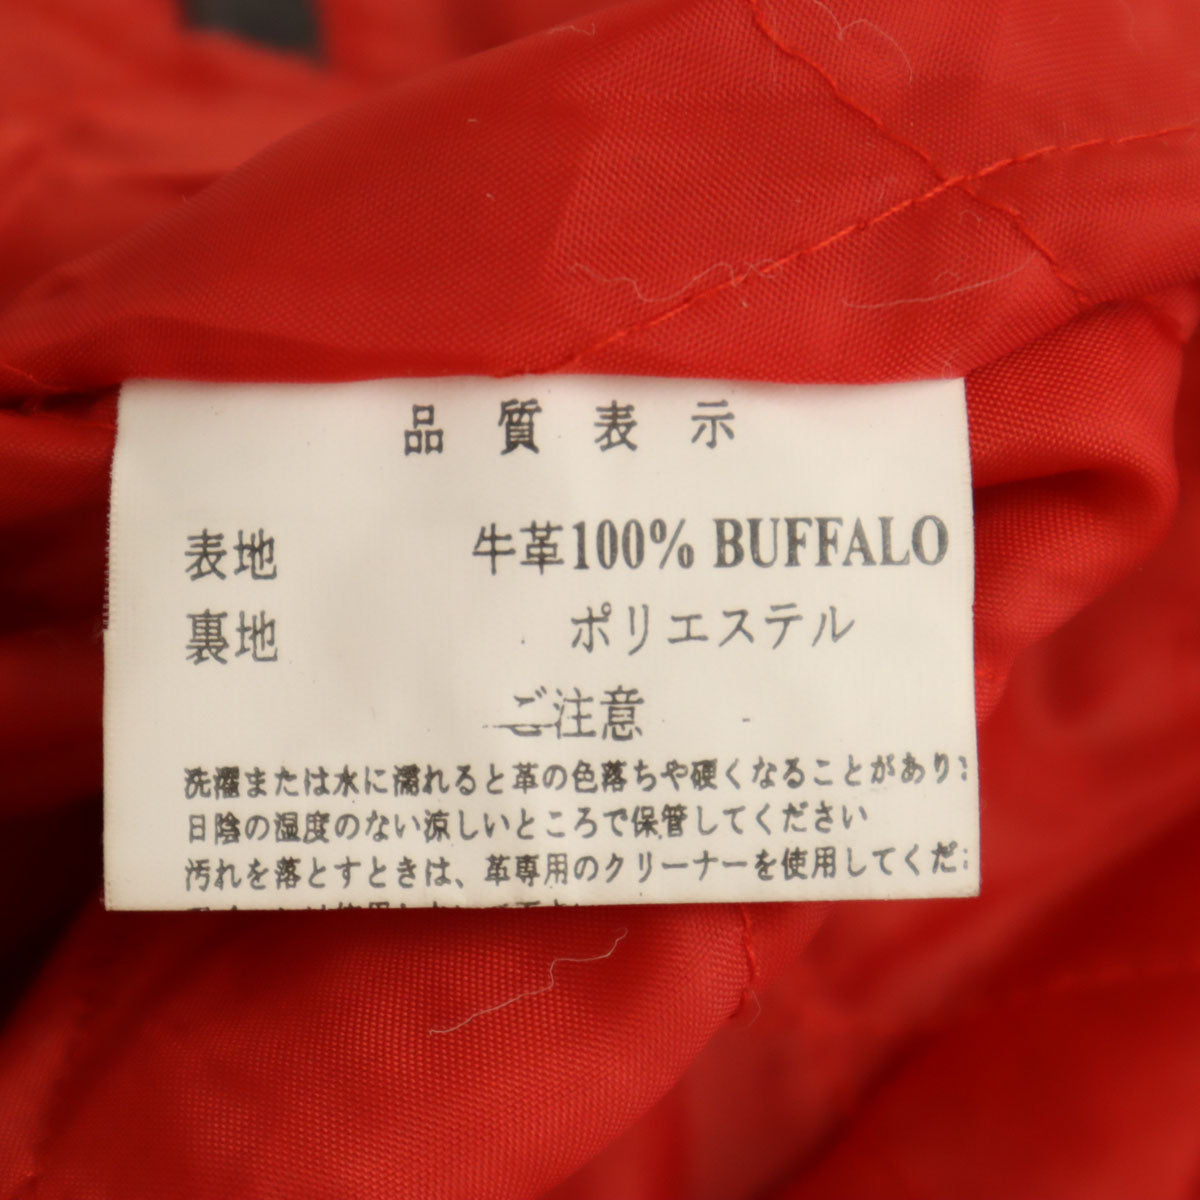 品質表示
表地 牛革100% BUFFALO
裏地 ポリエステル
ご注意
洗濯または水に濡れると革の色落ちや硬くなることがあり
日陰の湿度のない涼しいところで保管してください
汚れを落とすときは、革専用のクリーナーを使用してくだ